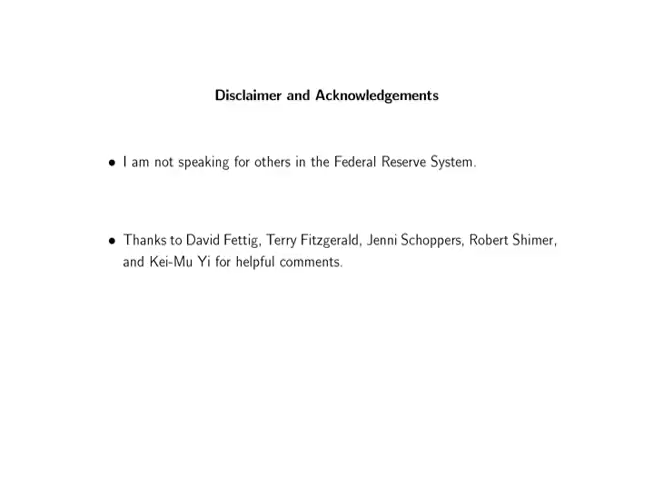 Disclaimer and Acknowledgements
• I am not speaking for others in the Federal Reserve System.
• Thanks to David Fettig, Terry Fitzgerald, Jenni Schoppers, Robert Shimer,
and Kei-Mu Yi for helpful comments.